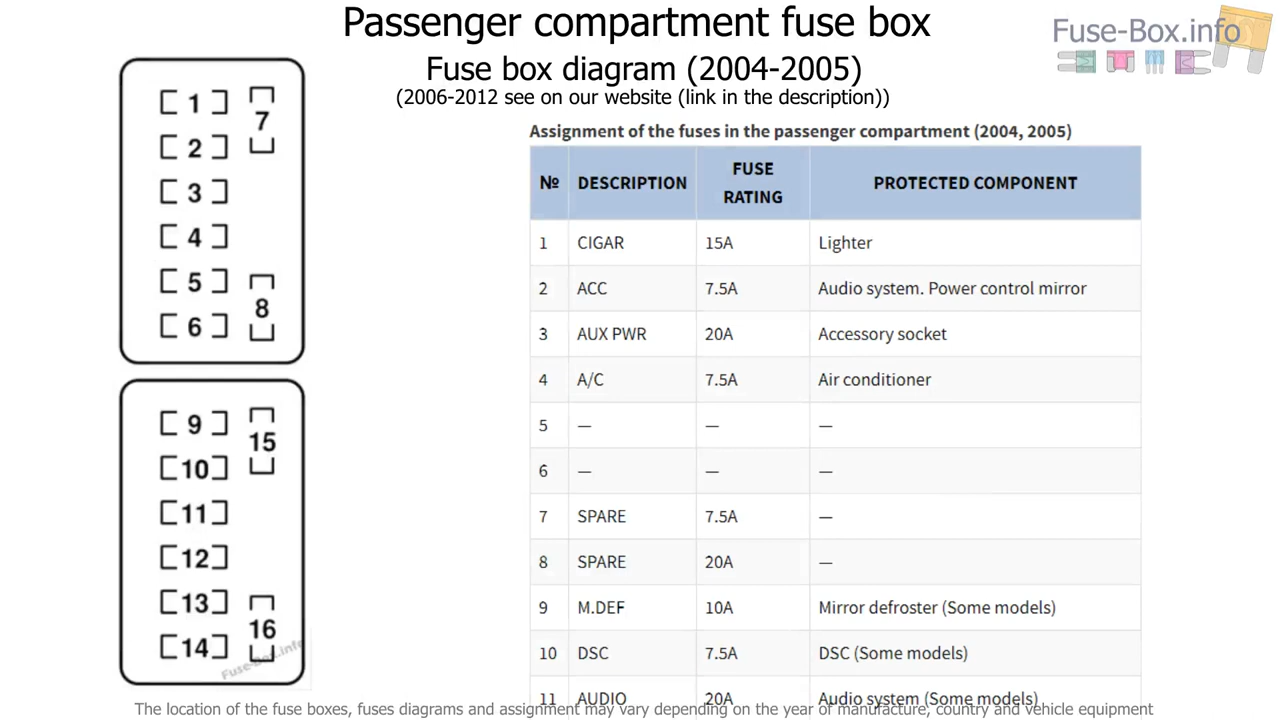 Passenger compartment fuse box
Fuse-Box.info
Fuse box diagram (2004-2005)
(2006-2012 see on our website (link in the description))
1
7
2
3
4
5
8
6
9
15
10
11
12
13
16
14
Fuse-Box.info
Assignment of the fuses in the passenger compartment (2004, 2005)
№ DESCRIPTION FUSE RATING PROTECTED COMPONENT
1 CIGAR 15A Lighter
2 ACC 7.5A Audio system. Power control mirror
3 AUX PWR 20A Accessory socket
4 A/C 7.5A Air conditioner
5 — — —
6 — — —
7 SPARE 7.5A —
8 SPARE 20A —
9 M.DEF 10A Mirror defroster (Some models)
10 DSC 7.5A DSC (Some models)
11 AUDIO 20A Audio system (Some models)
The location of the fuse boxes, fuses diagrams and assignment may vary depending on the year of manufacture, country and vehicle equipment